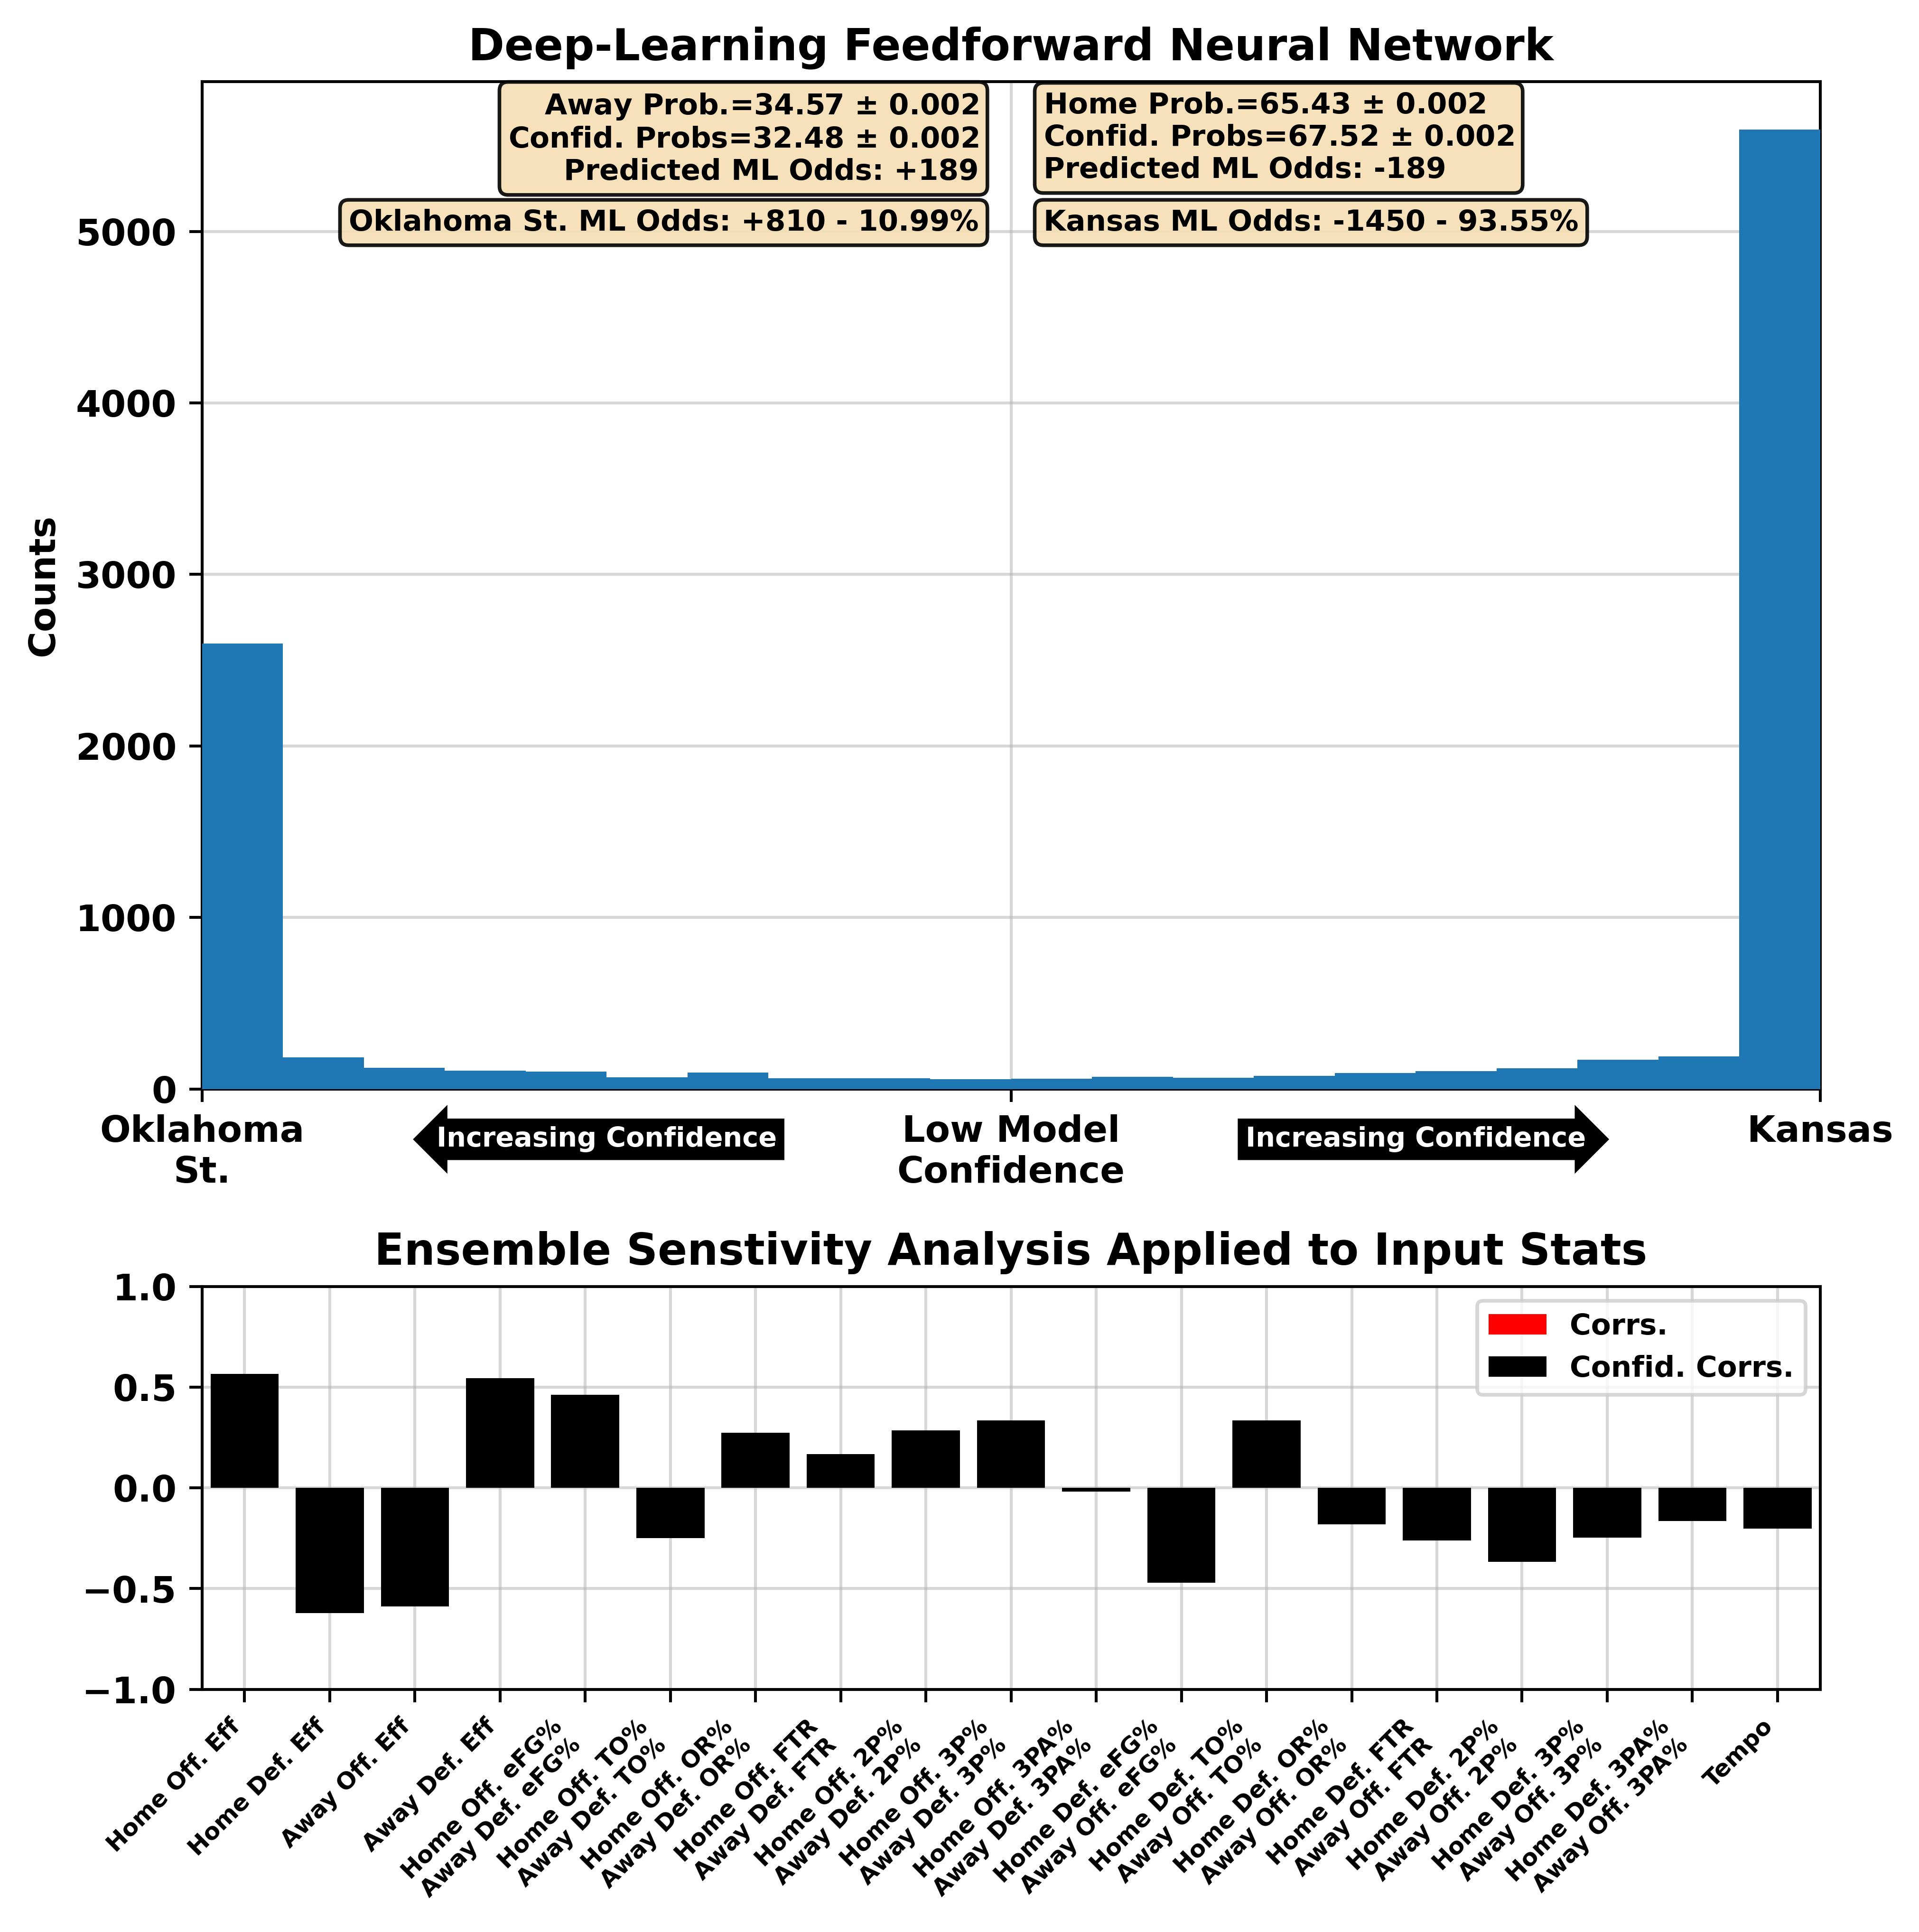 Deep-Learning Feedforward Neural Network
Away Prob.=34.57 ± 0.002
Confid. Probs=32.48 ± 0.002
Predicted ML Odds: +189
Home Prob.=65.43 ± 0.002
Confid. Probs=67.52 ± 0.002
Predicted ML Odds: -189
Oklahoma St. ML Odds: +810 - 10.99%
Kansas ML Odds: -1450 - 93.55%
Counts
5000
4000
3000
2000
1000
0
Oklahoma
St.
Increasing Confidence
Low Model
Confidence
Increasing Confidence
Kansas
Ensemble Senstivity Analysis Applied to Input Stats
1.0
0.5
0.0
−0.5
−1.0
Corrs.
Confid. Corrs.
Home Off. Eff
Home Def. Eff
Away Off. Eff
Away Def. Eff
Home Off. eFG%
Away Def. eFG%
Home Off. TO%
Away Def. TO%
Home Off. OR%
Away Def. OR%
Home Off. FTR
Away Def. FTR
Home Off. 2P%
Away Def. 2P%
Home Off. 3P%
Away Def. 3P%
Home Off. 3PA%
Away Def. 3PA%
Home Def. eFG%
Away Off. eFG%
Home Def. TO%
Away Off. TO%
Home Def. OR%
Away Off. OR%
Home Def. FTR
Away Off. FTR
Home Def. 2P%
Away Off. 2P%
Home Def. 3P%
Away Off. 3P%
Home Def. 3PA%
Away Off. 3PA%
Tempo